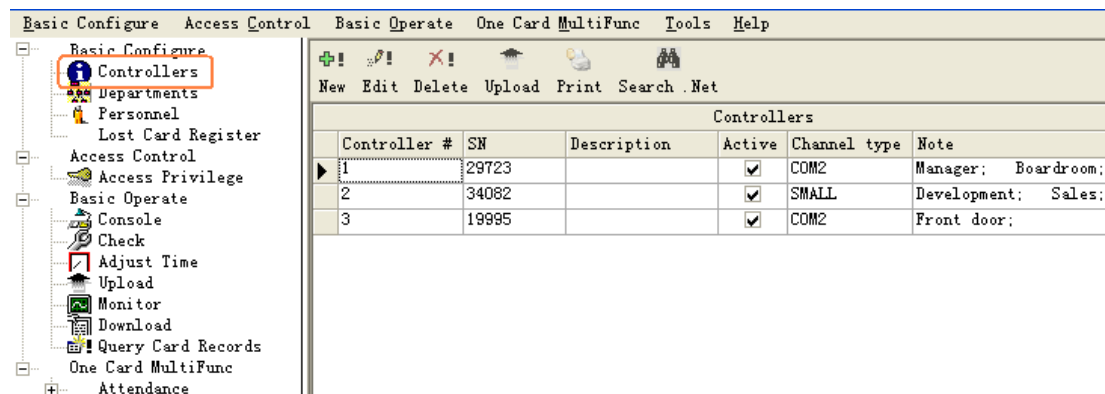 Basic Configure Access Control Basic Operate One Card MultiFunc Tools Help
Basic Configure
Controllers
Departments
Personnel
Lost Card Register
Access Control
Access Privilege
Basic Operate
Console
Check
Adjust Time
Upload
Monitor
Download
Query Card Records
One Card MultiFunc
Attendance
New Edit Delete Upload Print Search .Net
Controllers
Controller # SN Description Active Channel type Note
1 29723 COM2 Manager; Boardroom;
2 34082 SMALL Development; Sales;
3 19995 COM2 Front door;